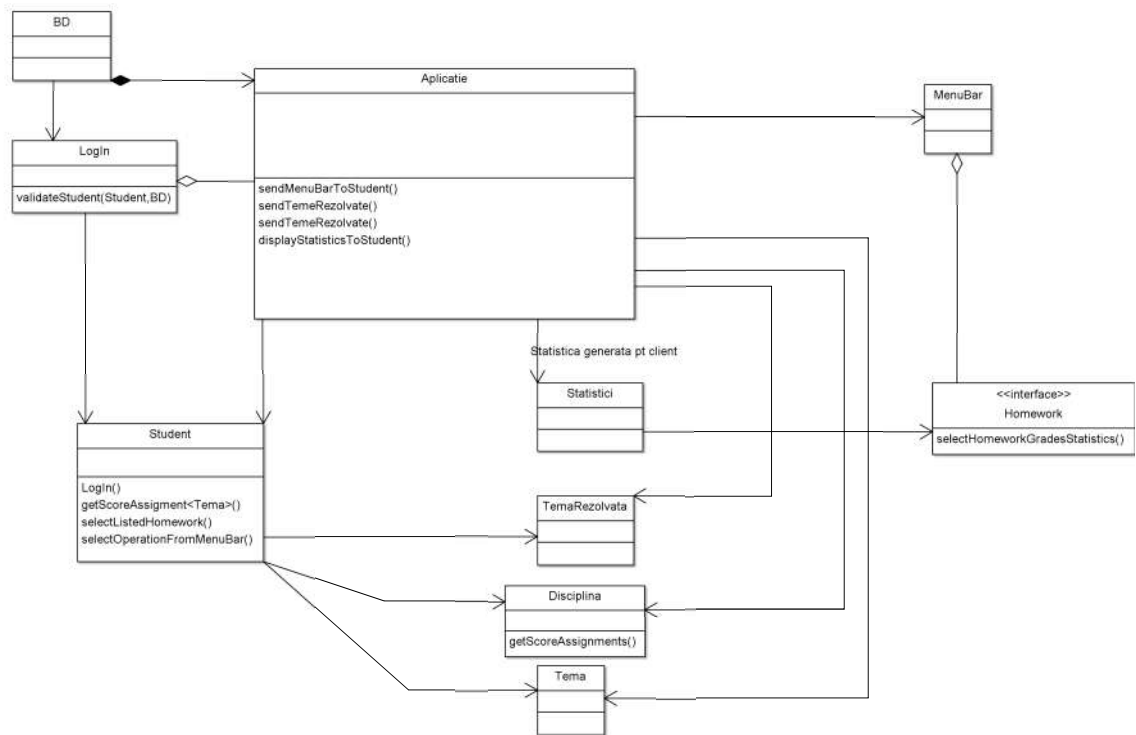 BD
Aplicatie
sendMenuBarToStudent()
sendTemeRezolvate()
sendTemeRezolvate()
displayStatisticsToStudent()
MenuBar
LogIn
validateStudent(Student,BD)
Statistica generata pt client
Statistici
<<interface>>
Homework
selectHomeworkGradesStatistics()
Student
LogIn()
getScoreAssigment<Tema>()
selectListedHomework()
selectOperationFromMenuBar()
TemaRezolvata
Disciplina
getScoreAssignments()
Tema